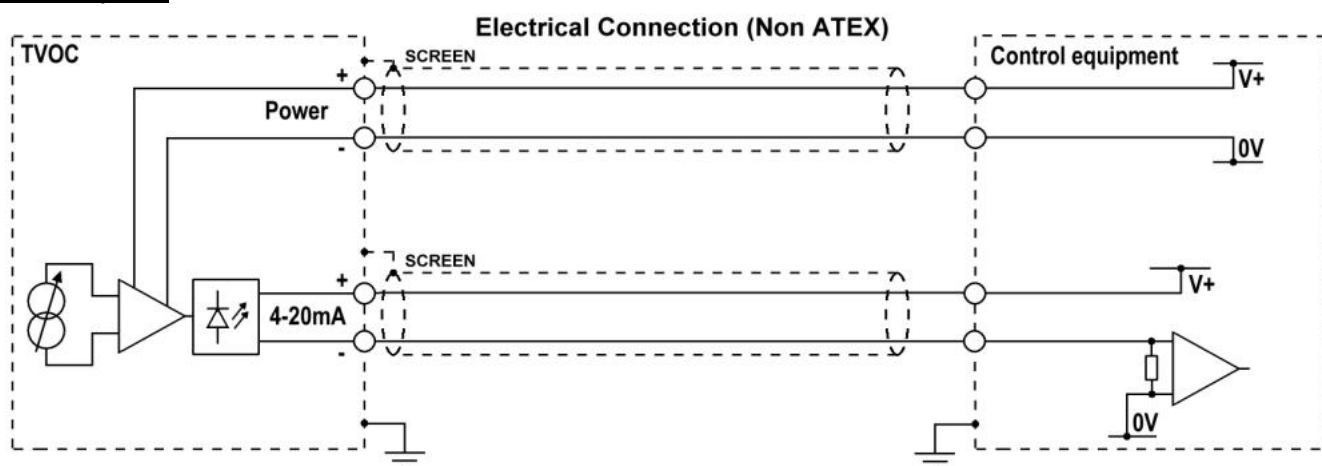 Electrical Connection (Non ATEX)
TVOC
SCREEN
Control equipment
+
V+
Power
-
0V
SCREEN
+
V+
4-20mA
-
0V